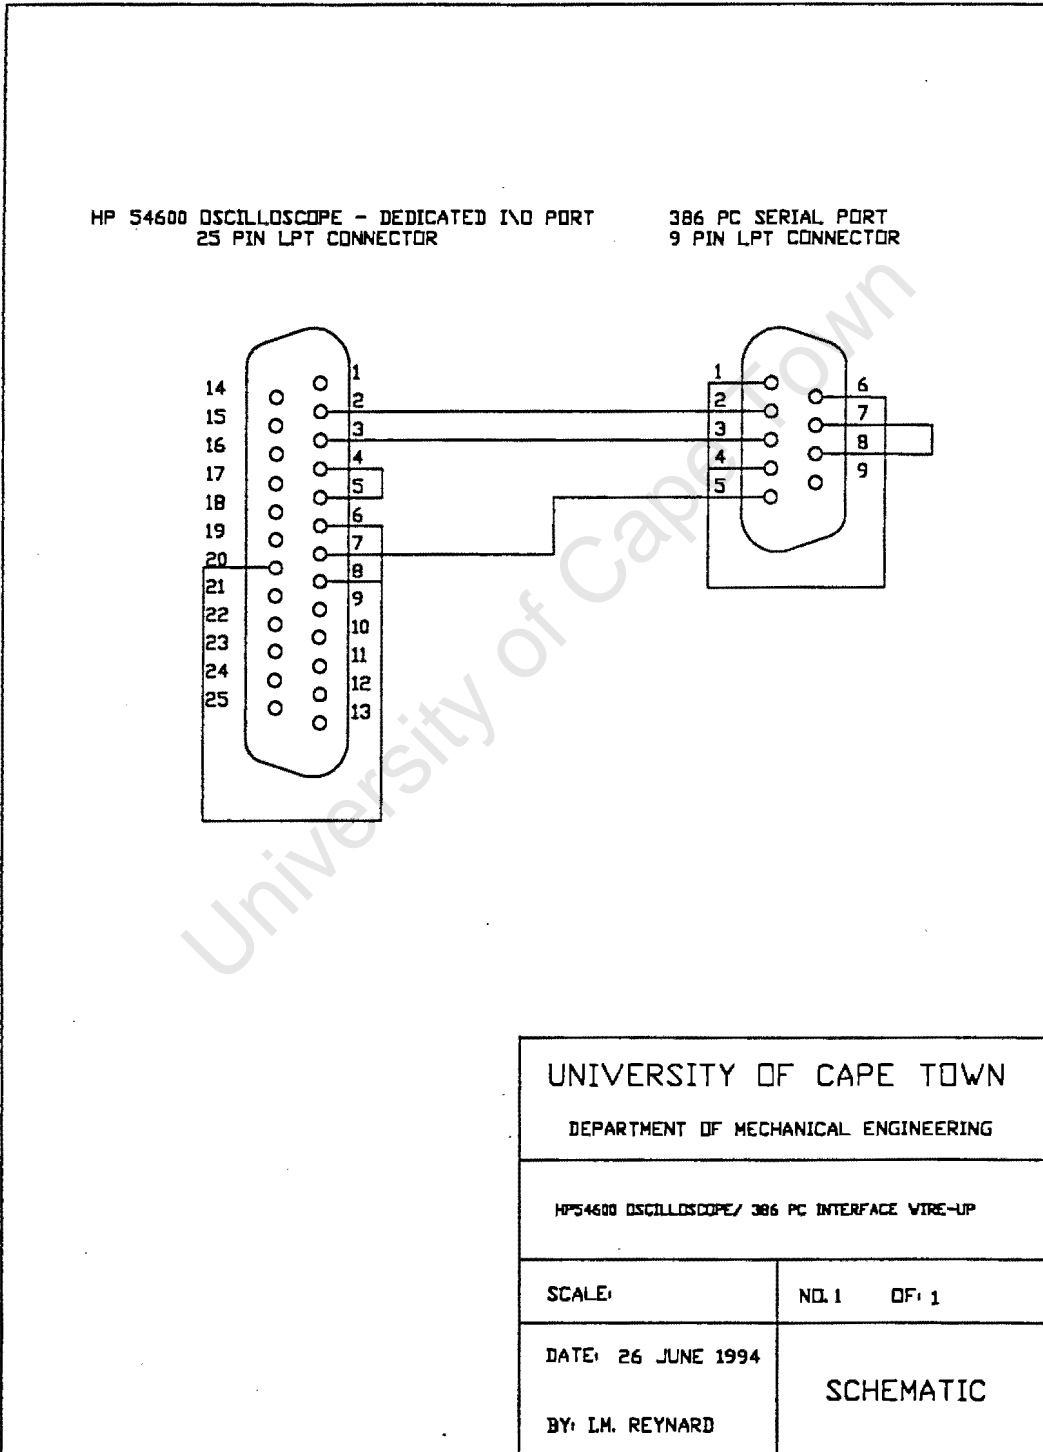 HP 54600 OSCILLOSCOPE - DEDICATED I\O PORT
25 PIN LPT CONNECTOR
386 PC SERIAL PORT
9 PIN LPT CONNECTOR
14
15
16
17
18
19
20
21
22
23
24
25
1
2
3
4
5
6
7
8
9
10
11
12
13
1
2
3
4
5
6
7
8
9
University of Cape Town
UNIVERSITY OF CAPE TOWN
DEPARTMENT OF MECHANICAL ENGINEERING
HP54600 OSCILLOSCOPE/ 386 PC INTERFACE WIRE-UP
SCALE:
NO. 1 OF: 1
DATE: 26 JUNE 1994
BY: I.M. REYNARD
SCHEMATIC